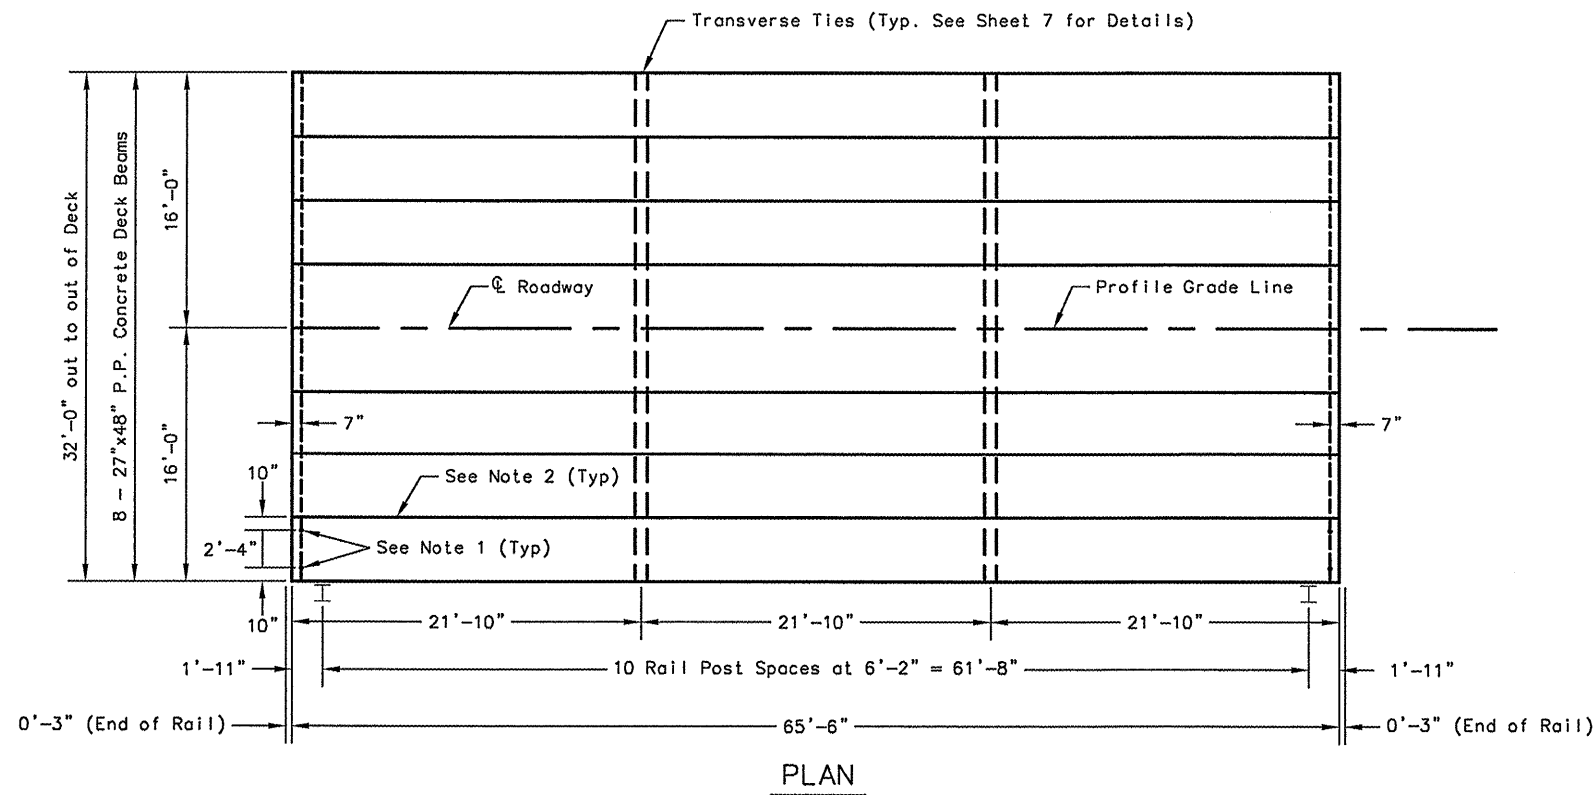 Transverse Ties (Typ. See Sheet 7 for Details)
32'-0" out to out of Deck
8 - 27"x48" P.P. Concrete Deck Beams
16'-0"
16'-0"
℄ Roadway
Profile Grade Line
7"
7"
10"
See Note 2 (Typ)
2'-4"
See Note 1 (Typ)
10"
21'-10"
21'-10"
21'-10"
1'-11"
10 Rail Post Spaces at 6'-2" = 61'-8"
1'-11"
0'-3" (End of Rail)
65'-6"
0'-3" (End of Rail)
PLAN